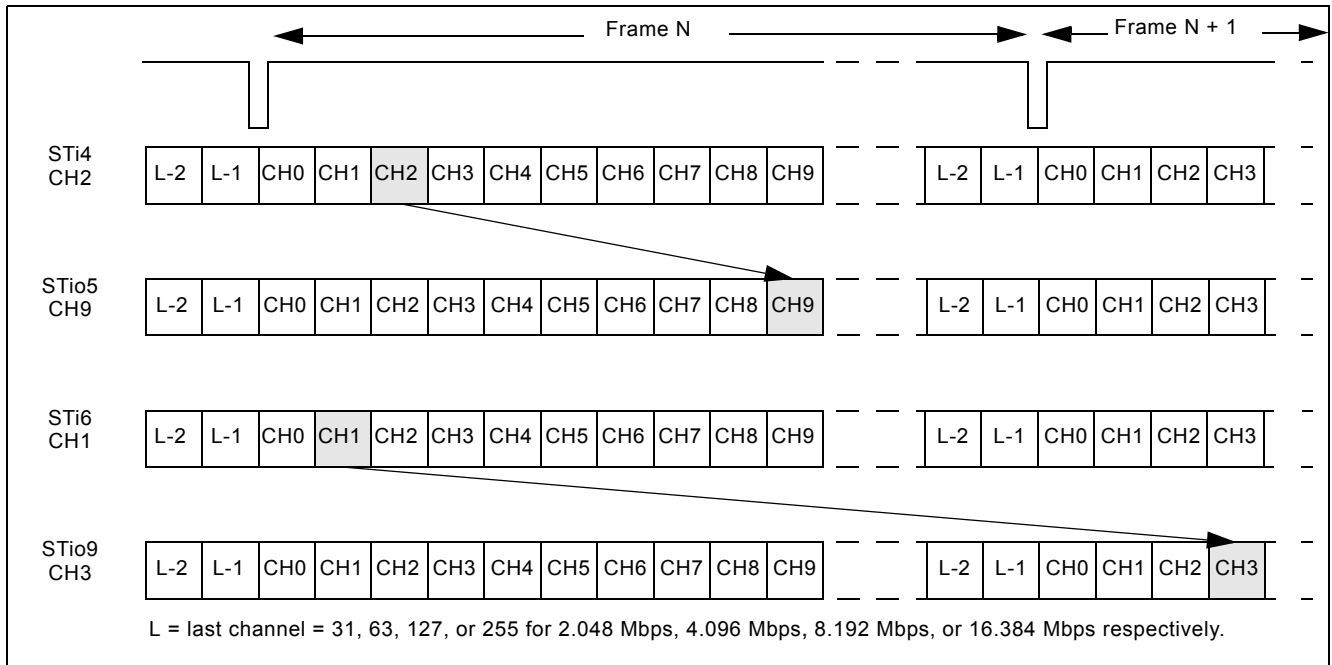 Frame N
Frame N + 1
STi4
CH2
L-2 L-1 CH0 CH1 CH2 CH3 CH4 CH5 CH6 CH7 CH8 CH9 L-2 L-1 CH0 CH1 CH2 CH3
STio5
CH9
L-2 L-1 CH0 CH1 CH2 CH3 CH4 CH5 CH6 CH7 CH8 CH9 L-2 L-1 CH0 CH1 CH2 CH3
STi6
CH1
L-2 L-1 CH0 CH1 CH2 CH3 CH4 CH5 CH6 CH7 CH8 CH9 L-2 L-1 CH0 CH1 CH2 CH3
STio9
CH3
L-2 L-1 CH0 CH1 CH2 CH3 CH4 CH5 CH6 CH7 CH8 CH9 L-2 L-1 CH0 CH1 CH2 CH3
L = last channel = 31, 63, 127, or 255 for 2.048 Mbps, 4.096 Mbps, 8.192 Mbps, or 16.384 Mbps respectively.